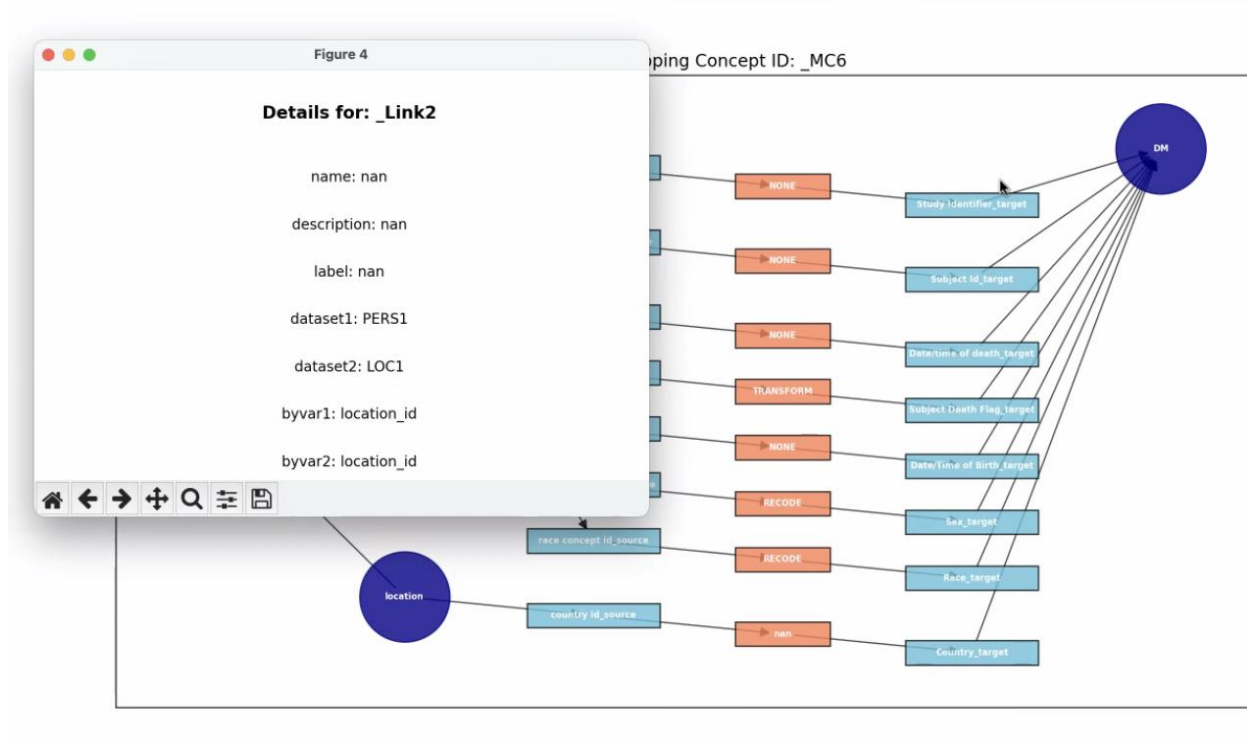 Figure 4
pping Concept ID: _MC6
Details for: _Link2
name: nan
description: nan
label: nan
dataset1: PERS1
dataset2: LOC1
byvar1: location_id
byvar2: location_id
DM
NONE
Study Identifier_target
NONE
Subject Id_target
NONE
Date/time of death_target
TRANSFORM
Subject Death Flag_target
NONE
Date/Time of Birth_target
RECODE
Sex_target
race concept id_source
RECODE
Race_target
location
country id_source
nan
Country_target